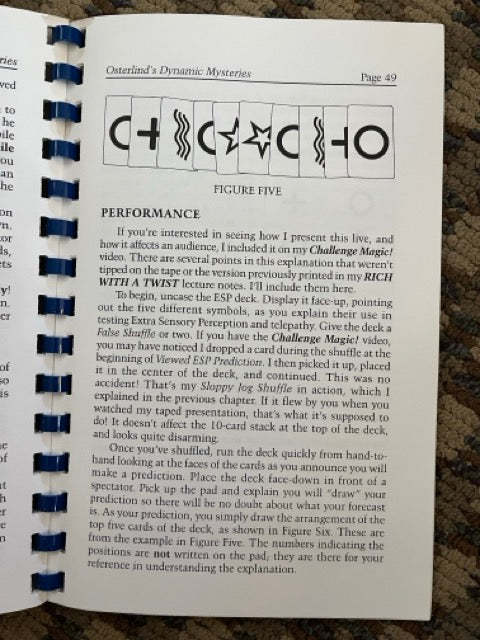 Osterlind's Dynamic Mysteries Page 49
FIGURE FIVE
PERFORMANCE
If you're interested in seeing how I present this live, and
how it affects an audience, I included it on my Challenge Magic!
video. There are several points in this explanation that weren't
tipped on the tape or the version previously printed in my RICH
WITH A TWIST lecture notes. I'll include them here.
To begin, uncase the ESP deck. Display it face-up, pointing
out the five different symbols, as you explain their use in
testing Extra Sensory Perception and telepathy. Give the deck a
False Shuffle or two. If you have the Challenge Magic! video,
you may have noticed I dropped a card during the shuffle at the
beginning of Viewed ESP Prediction. I then picked it up, placed
it in the center of the deck, and continued. This was no
accident! That's my Sloppy Jog Shuffle in action, which I
explained in the previous chapter. If it flew by you when you
watched my taped presentation, that's what it's supposed to
do! It doesn't affect the 10-card stack at the top of the deck,
and looks quite disarming.
Once you've shuffled, run the deck quickly from hand-to-
hand looking at the faces of the cards as you announce you will
make a prediction. Place the deck face-down in front of a
spectator. Pick up the pad and explain you will "draw" your
prediction so there will be no doubt about what your forecast
is. As your prediction, you simply draw the arrangement of the
top five cards of the deck, as shown in Figure Six. These are
from the example in Figure Five. The numbers indicating the
positions are not written on the pad; they are there for your
reference in understanding the explanation.